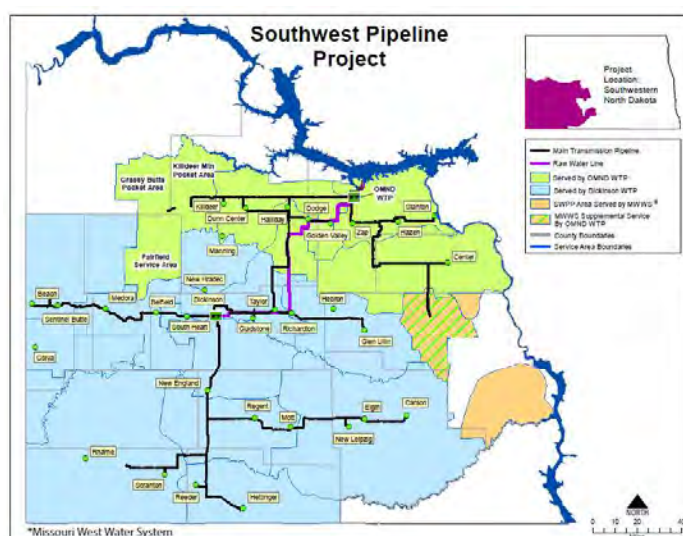 Southwest Pipeline
Project
Project
Location:
Southwestern
North Dakota
Main Transmission Pipeline
Raw Water Line
Served by OMND WTP
Served by Dickinson WTP
SWPP Area Served by MWWS *
MWWS Supplemental Service
By OMND WTP
County Boundaries
Service Area Boundaries
Killdeer Mtn
Pocket Area
Grassy Butte
Pocket Area
OMND
WTP
Killdeer
Dunn Center
Halliday
Dodge
Golden Valley
Zap
Stanton
Hazen
Center
Fairfield
Service Area
Manning
New Hradec
Dickinson
Taylor
Hebron
Beach
Sentinel Butte
Medora
Belfield
South Heart
Gladstone
Richardton
Glen Ullin
Golva
New England
Regent
Mott
Elgin
Carson
New Leipzig
Rhame
Scranton
Reeder
Hettinger
NORTH
0 10 20 40
*Missouri West Water System